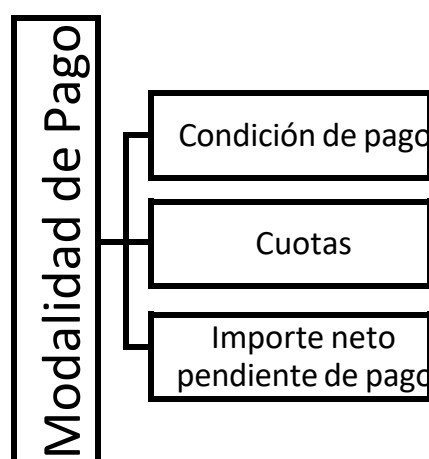 Modalidad de Pago
Condición de pago
Cuotas
Importe neto
pendiente de pago